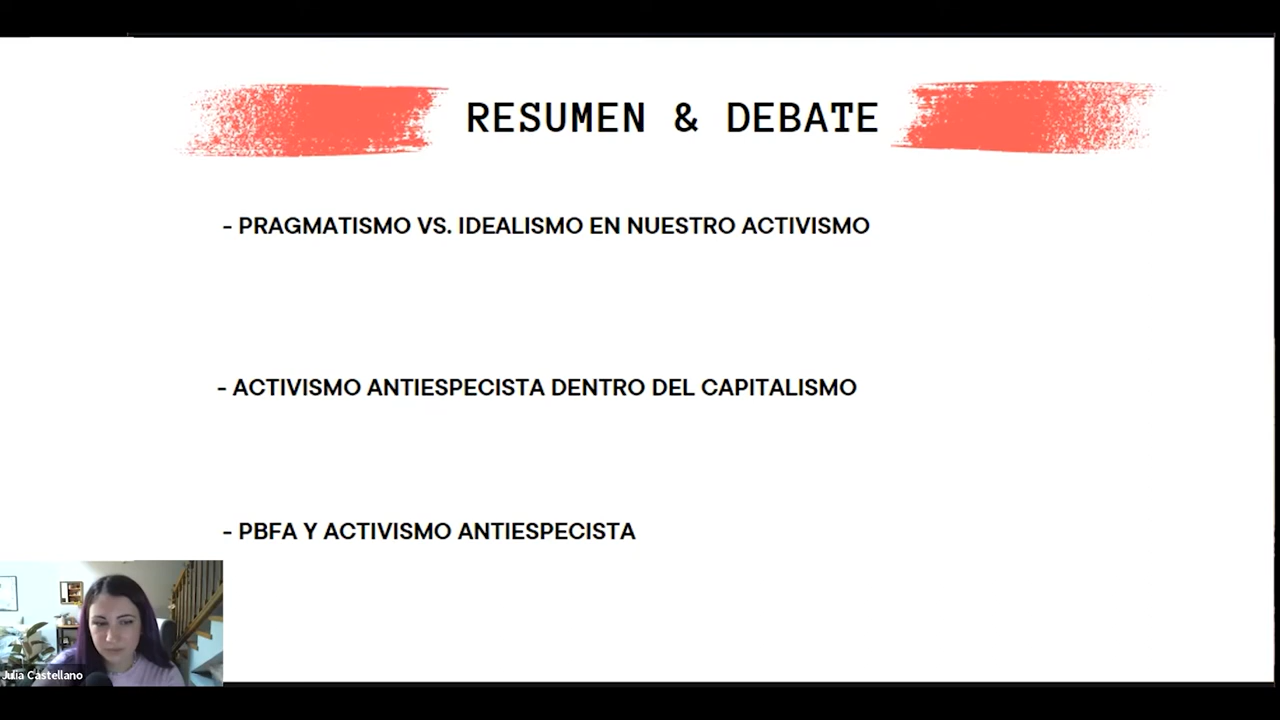 RESUMEN & DEBATE
- PRAGMATISMO VS. IDEALISMO EN NUESTRO ACTIVISMO
- ACTIVISMO ANTIESPECISTA DENTRO DEL CAPITALISMO
- PBFA Y ACTIVISMO ANTIESPECISTA
Julia Castellano